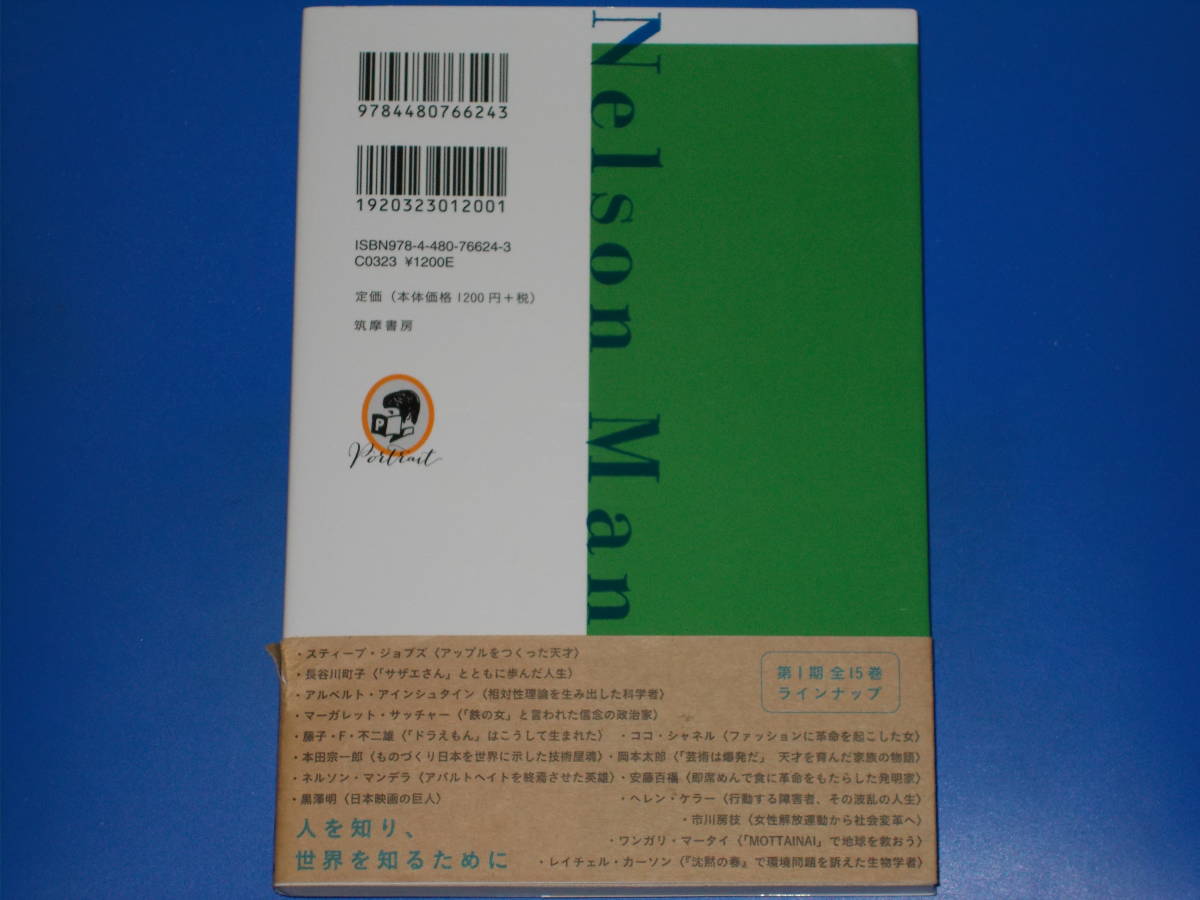 Nelson Man
9784480766243
1920323012001
ISBN978-4-480-76624-3
C0323 ¥1200E
定価（本体価格1200円+税）
筑摩書房
P
Portrait
・スティーブ・ジョブズ〈アップルをつくった天才〉
・長谷川町子〈「サザエさん」とともに歩んだ人生〉
・アルベルト・アインシュタイン〈相対性理論を生み出した科学者〉
・マーガレット・サッチャー〈「鉄の女」と言われた信念の政治家〉
・藤子・F・不二雄〈「ドラえもん」はこうして生まれた〉
・本田宗一郎〈ものづくり日本を世界に示した技術屋魂〉
・ネルソン・マンデラ〈アパルトヘイトを終焉させた英雄〉
・黒澤明〈日本映画の巨人〉
第1期 全15巻
ラインナップ
・ココ・シャネル〈ファッションに革命を起こした女〉
・岡本太郎〈「芸術は爆発だ」 天才を育んだ家族の物語〉
・安藤百福〈即席めんで食に革命をもたらした発明家〉
・ヘレン・ケラー〈行動する障害者、その波乱の人生〉
・市川房枝〈女性解放運動から社会変革へ〉
・ワンガリ・マータイ〈「MOTTAINAI」で地球を救おう〉
・レイチェル・カーソン〈『沈黙の春』で環境問題を訴えた生物学者〉
人を知り、
世界を知るために